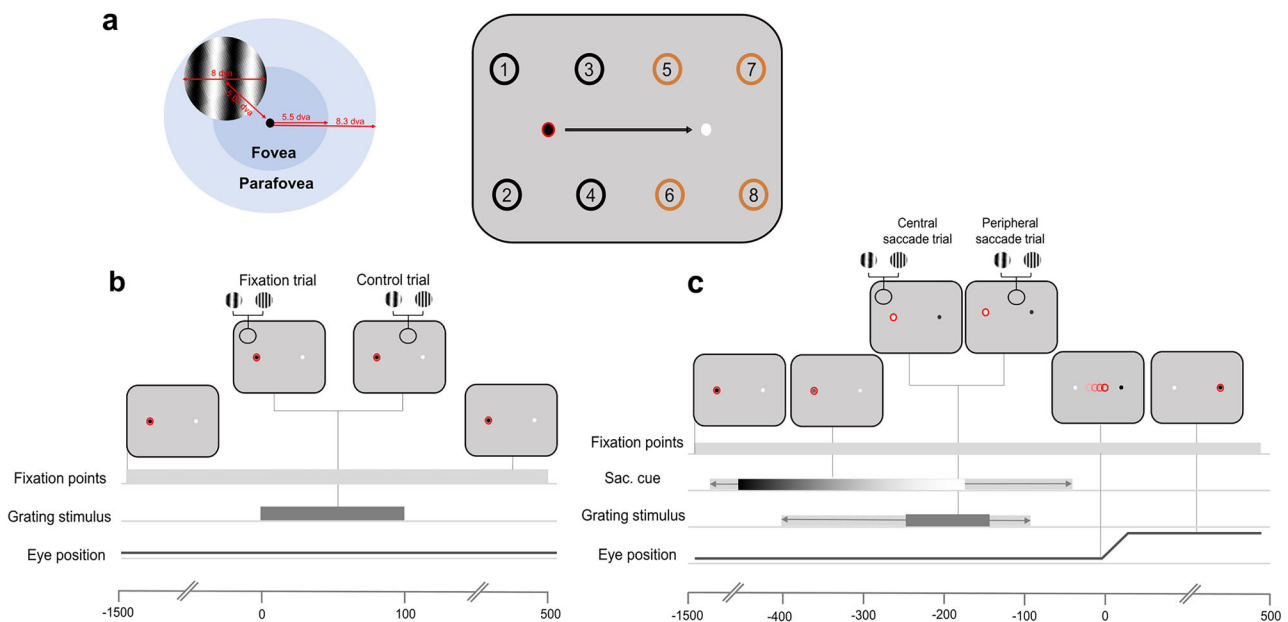 a
8 dva
5.5 dva
8.3 dva
Fovea
Parafovea
1
3
5
7
2
4
6
8
b
Fixation trial
Control trial
Fixation points
Grating stimulus
Eye position
-1500
0
100
500
c
Central
saccade trial
Peripheral
saccade trial
Fixation points
Sac. cue
Grating stimulus
Eye position
-1500
-400
-300
-200
-100
0
500